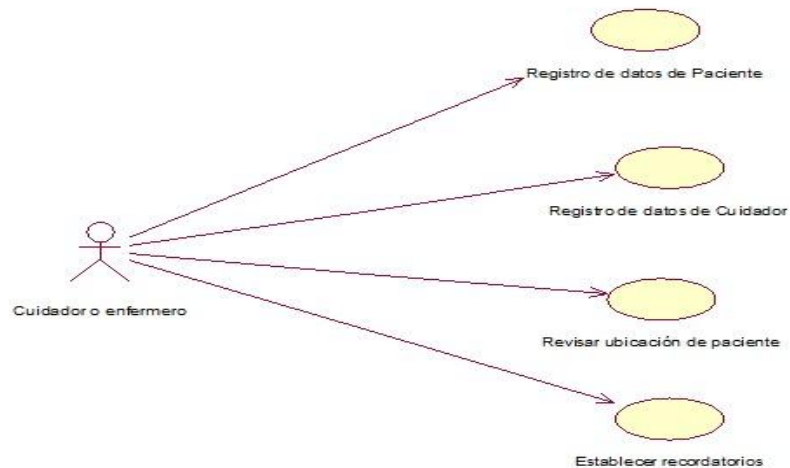 Registro de datos de Paciente
Registro de datos de Cuidador
Cuidador o enfermero
Revisar ubicación de paciente
Establecer recordatorios